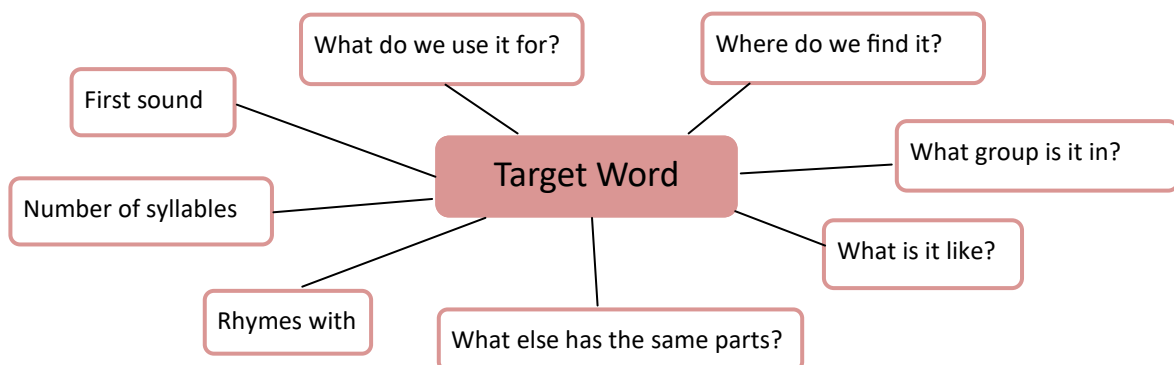 What do we use it for?
Where do we find it?
First sound
What group is it in?
Target Word
Number of syllables
What is it like?
Rhymes with
What else has the same parts?